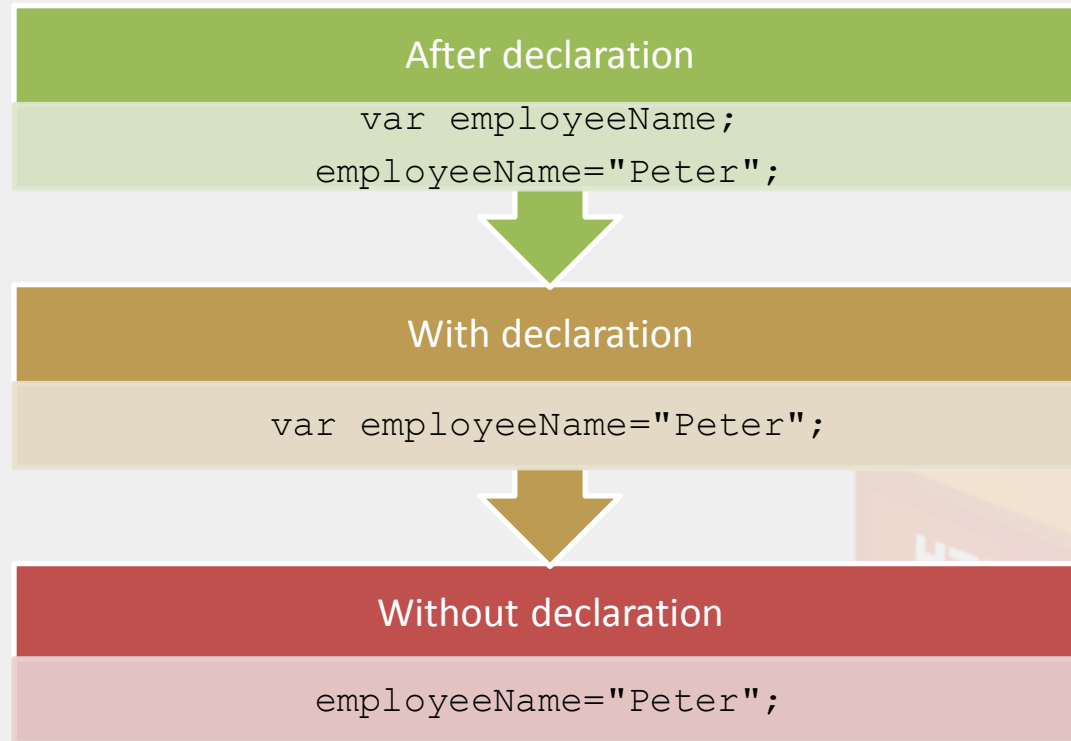 After declaration
var employeeName;
employeeName="Peter";
With declaration
var employeeName="Peter";
Without declaration
employeeName="Peter";